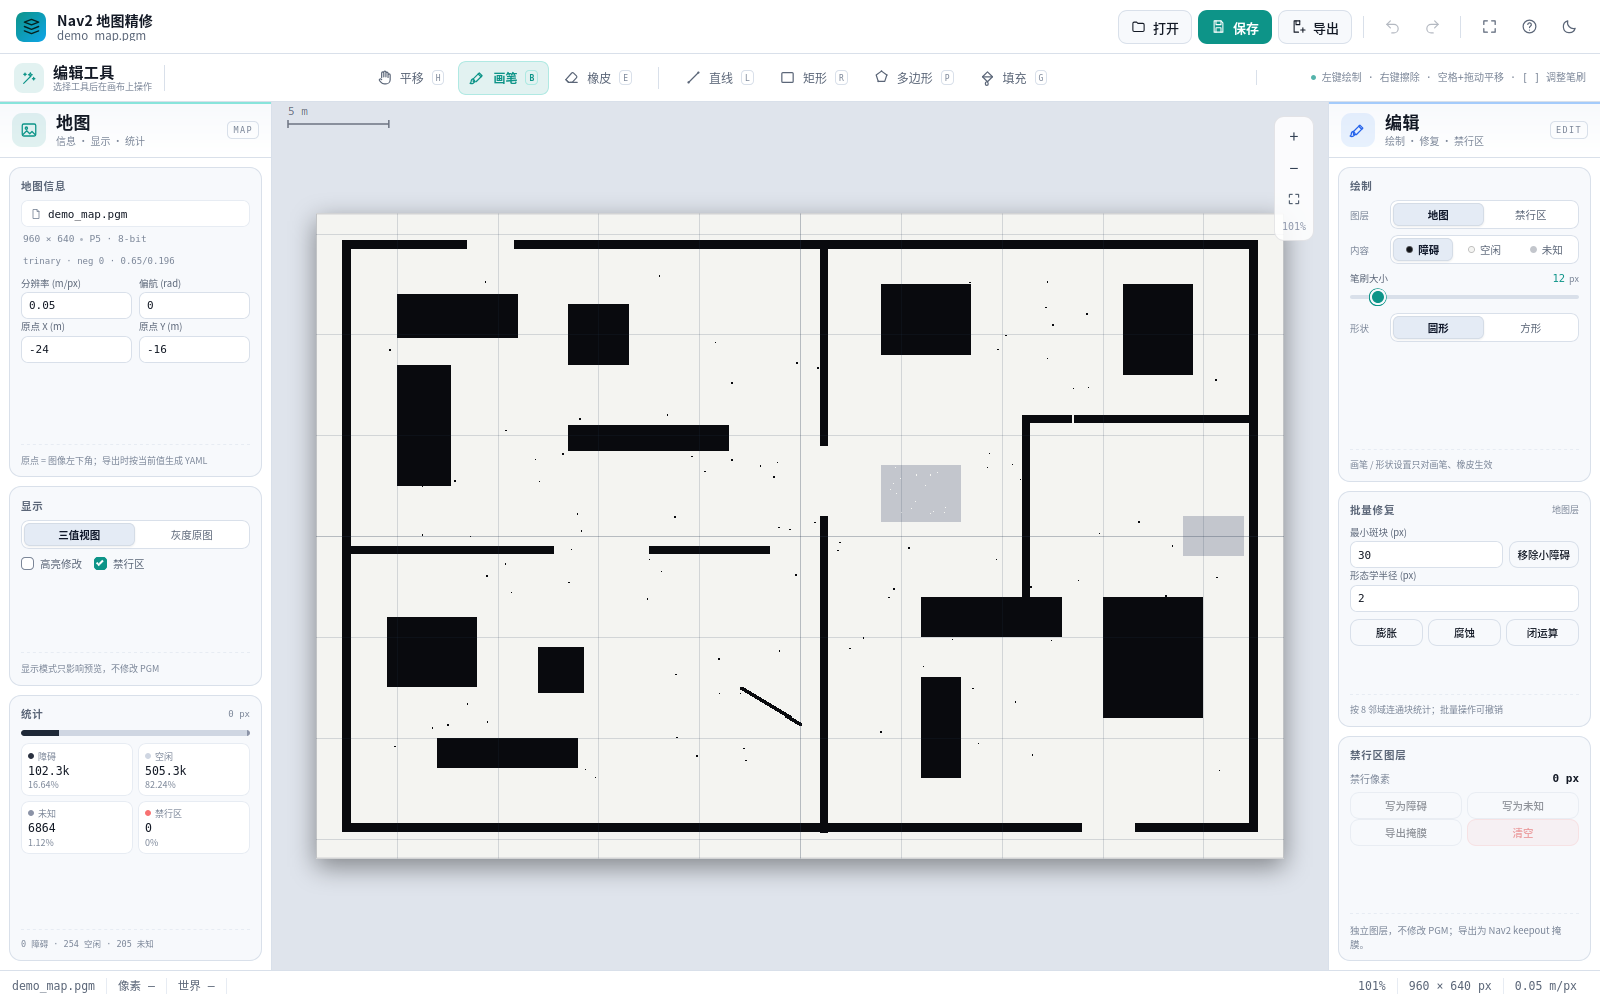 Nav2 地图精修
demo_map.pgm
打开
保存
导出
编辑工具
选择工具后在画布上操作
平移 H
画笔 B
橡皮 E
直线 L
矩形 R
多边形 P
填充 G
左键绘制 · 右键擦除 · 空格+拖动平移 · [ ] 调整笔刷
地图
信息 · 显示 · 统计
MAP
地图信息
demo_map.pgm
960 × 640 · P5 · 8-bit
trinary · neg 0 · 0.65/0.196
分辨率 (m/px) 偏航 (rad)
0.05 0
原点 X (m) 原点 Y (m)
-24 -16
原点 = 图像左下角；导出时按当前值生成 YAML
显示
三值视图 灰度原图
高亮修改 禁行区
显示模式只影响预览，不修改 PGM
统计 0 px
障碍 空闲
102.3k 505.3k
16.64% 82.24%
未知 禁行区
6864 0
1.12% 0%
0 障碍 · 254 空闲 · 205 未知
5 m
+
−
101%
编辑
绘制 · 修复 · 禁行区
EDIT
绘制
图层 地图 禁行区
内容 障碍 空闲 未知
笔刷大小 12 px
形状 圆形 方形
画笔 / 形状设置只对画笔、橡皮生效
批量修复 地图层
最小斑块 (px)
30 移除小障碍
形态学半径 (px)
2
膨胀 腐蚀 闭运算
按 8 邻域连通块统计；批量操作可撤销
禁行区图层
禁行像素 0 px
写为障碍 写为未知
导出掩膜 清空
独立图层，不修改 PGM；导出为 Nav2 keepout 掩
膜。
demo_map.pgm 像素 — 世界 —
101% 960 × 640 px 0.05 m/px